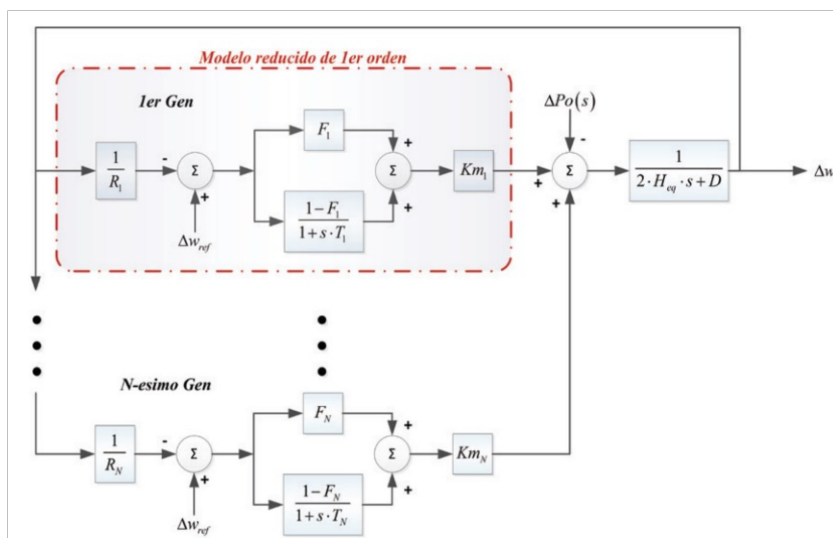 Modelo reducido de 1er orden
1er Gen
ΔPo(s)
-
F₁
+
1
R₁
-
Σ
Σ
Km₁
+
Σ
1
2·H_eq·s+D
Δw
+
Δw_ref
1−F₁
1+s·T₁
+
+
N-esimo Gen
F_N
+
1
R_N
-
Σ
Σ
Km_N
+
Δw_ref
1−F_N
1+s·T_N
+